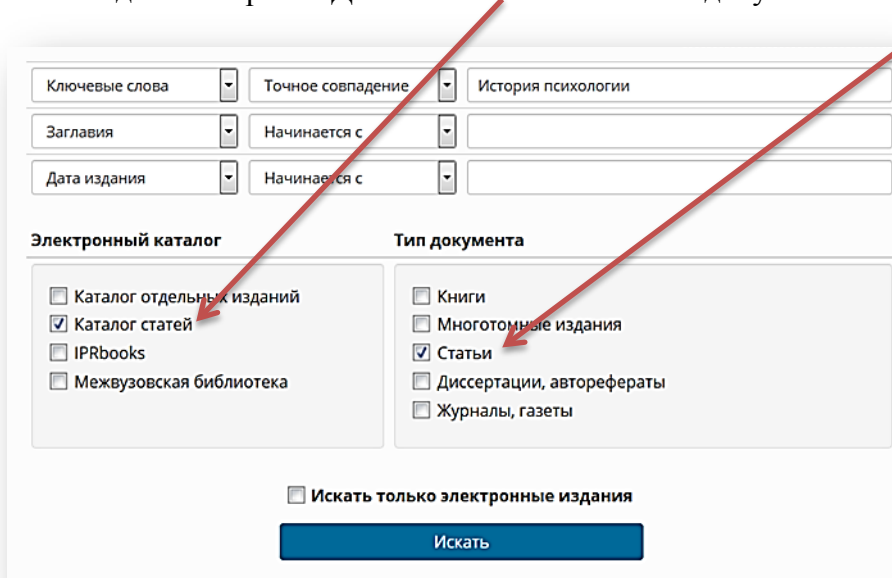 Ключевые слова Точное совпадение История психологии
Заглавия Начинается с
Дата издания Начинается с
Электронный каталог Тип документа
Каталог отдельных изданий Книги
Каталог статей Многотомные издания
IPRbooks Статьи
Межвузовская библиотека Диссертации, авторефераты
Журналы, газеты
Искать только электронные издания
Искать